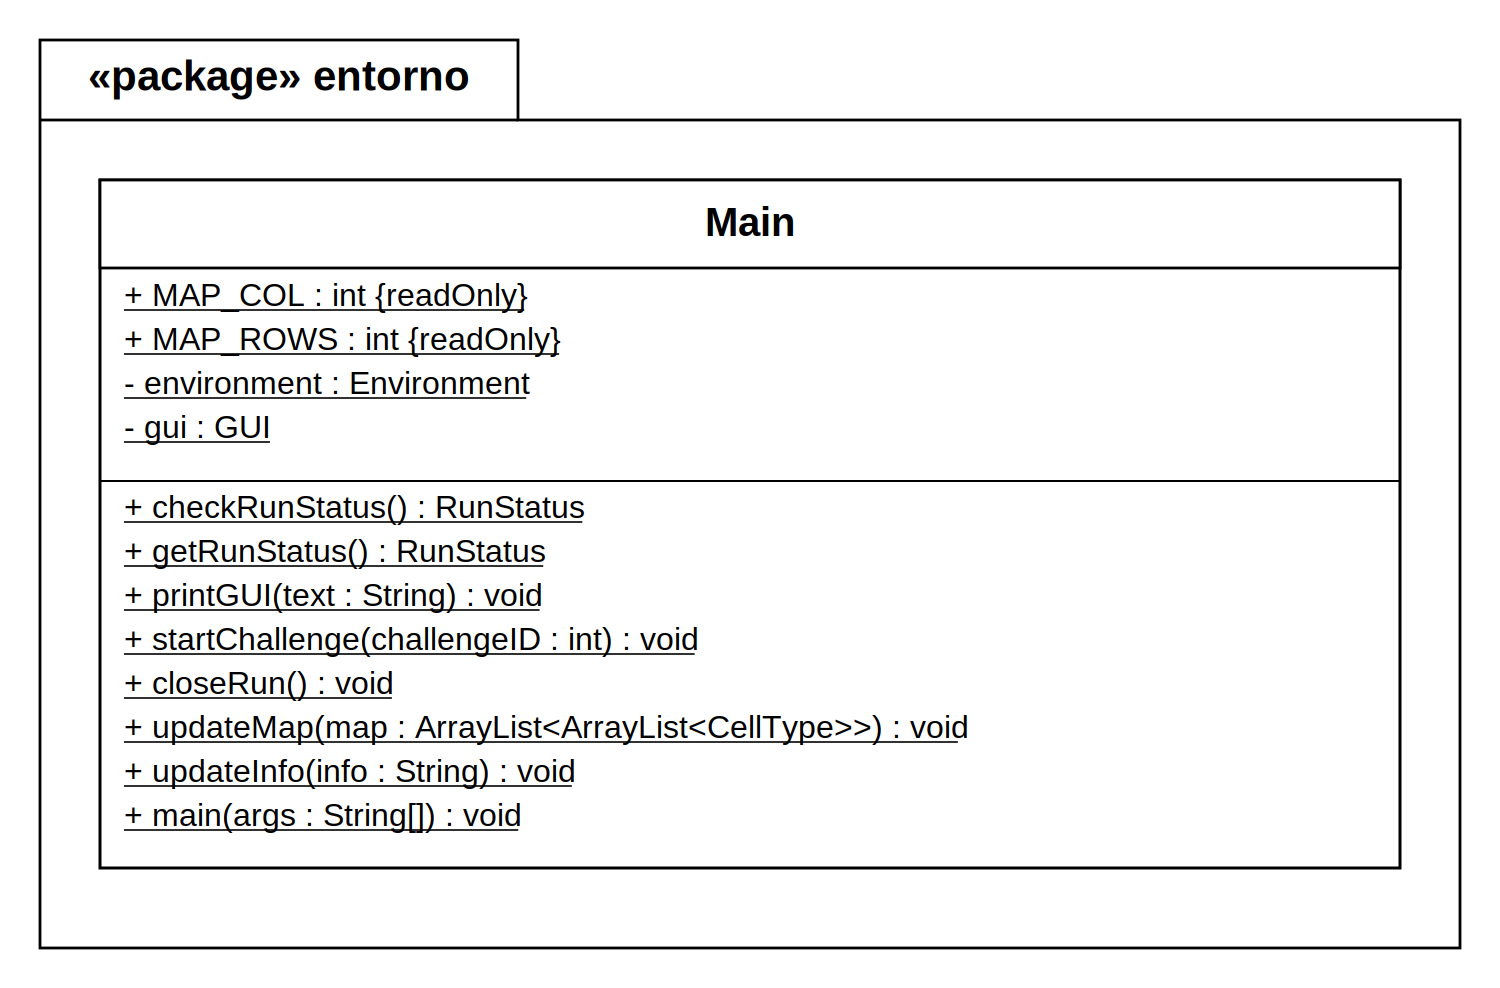 «package» entorno
Main
+ MAP_COL : int {readOnly}
+ MAP_ROWS : int {readOnly}
- environment : Environment
- gui : GUI
+ checkRunStatus() : RunStatus
+ getRunStatus() : RunStatus
+ printGUI(text : String) : void
+ startChallenge(challengeID : int) : void
+ closeRun() : void
+ updateMap(map : ArrayList<ArrayList<CellType>>) : void
+ updateInfo(info : String) : void
+ main(args : String[]) : void